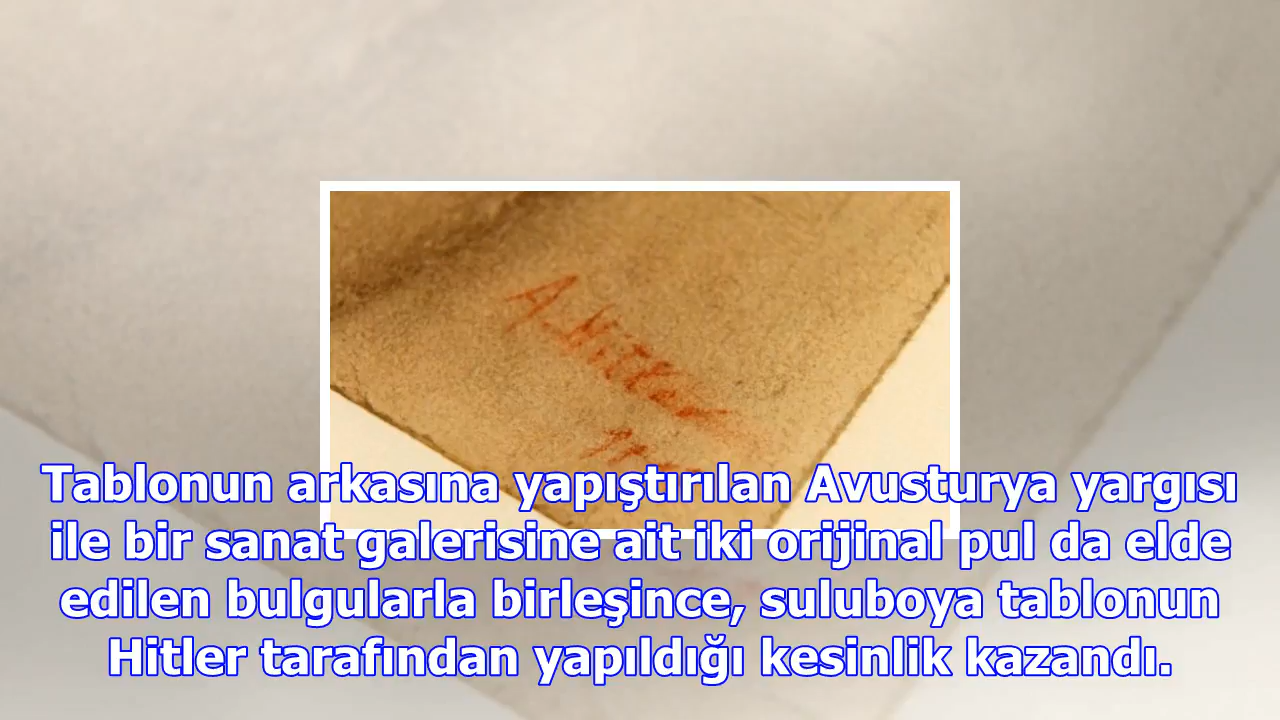 A. Hitler
Tablonun arkasına yapıştırılan Avusturya yargısı
ile bir sanat galerisine ait iki orijinal pul da elde
edilen bulgularla birleşince, suluboya tablonun
Hitler tarafından yapıldığı kesinlik kazandı.